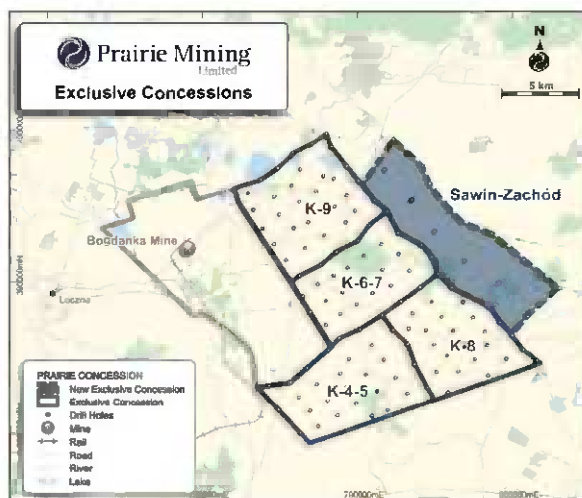 Prairie Mining
Limited
Exclusive Concessions
N
5 km
Sawin-Zachód
K-9
Bogdanka Mine
K-6-7
Łęczna
K-8
K-4-5
PRAIRIE CONCESSION
New Exclusive Concession
Exclusive Concession
Drill Holes
Mine
Rail
Road
River
Lake